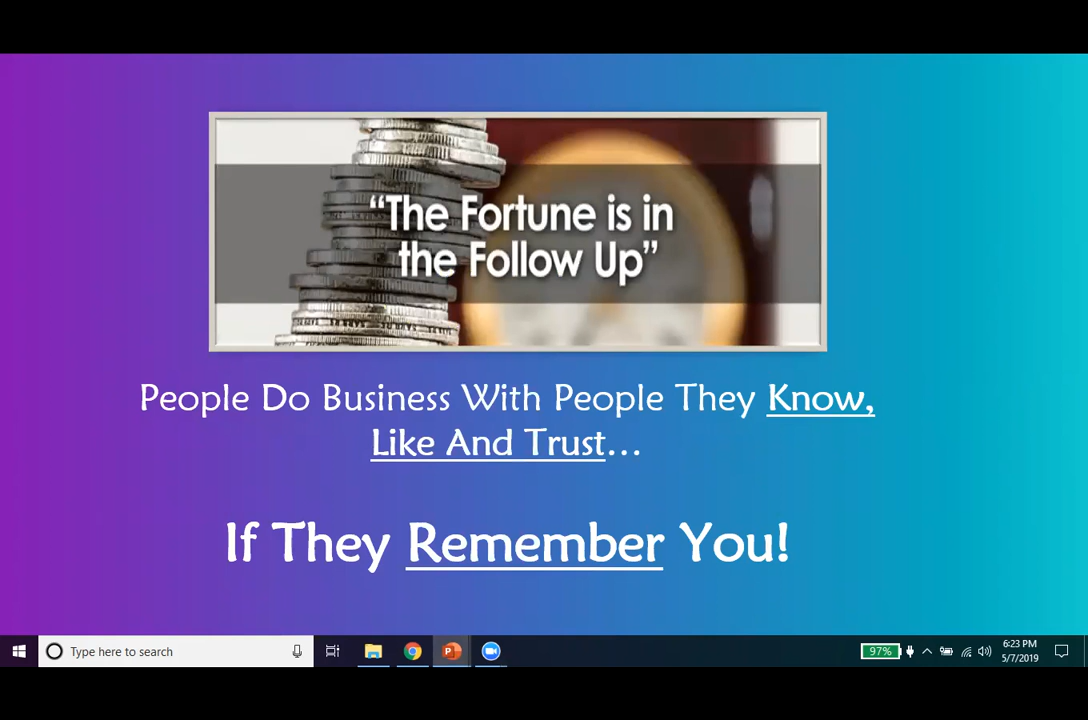 “The Fortune is in
the Follow Up”
People Do Business With People They Know,
Like And Trust…
If They Remember You!
Type here to search
97%
6:23 PM
5/7/2019